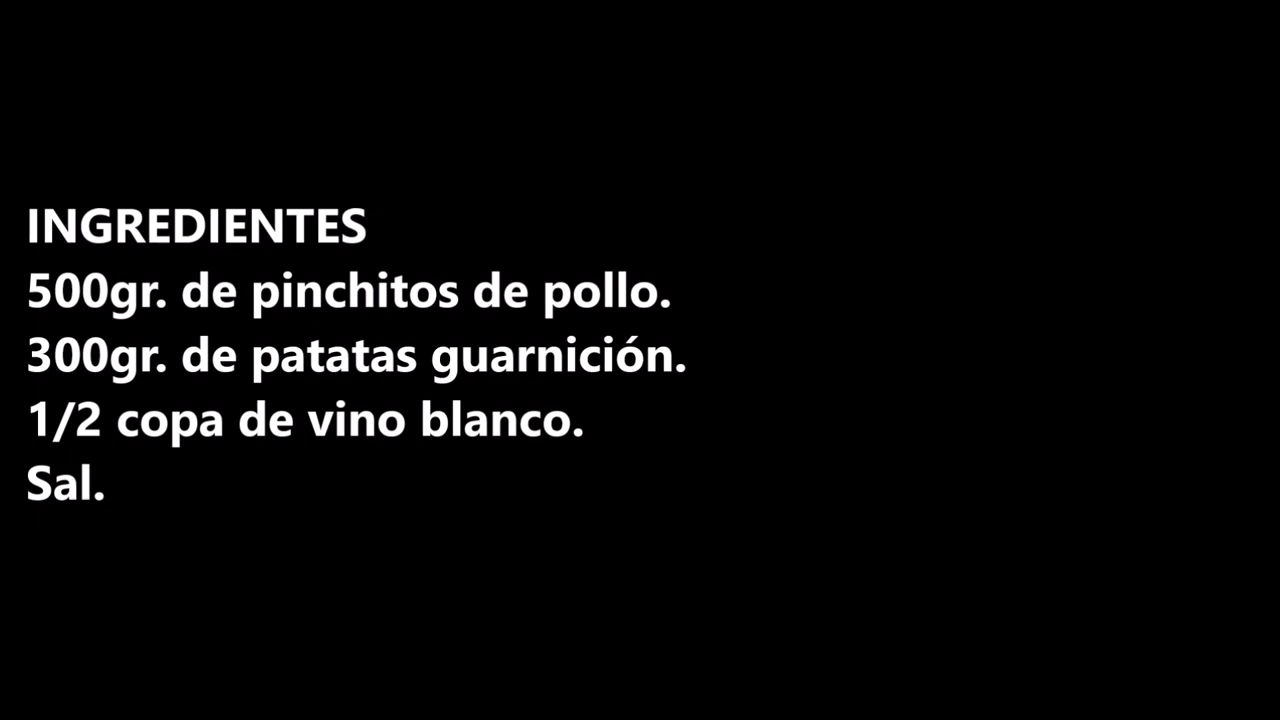 INGREDIENTES
500gr. de pinchitos de pollo.
300gr. de patatas guarnición.
1/2 copa de vino blanco.
Sal.